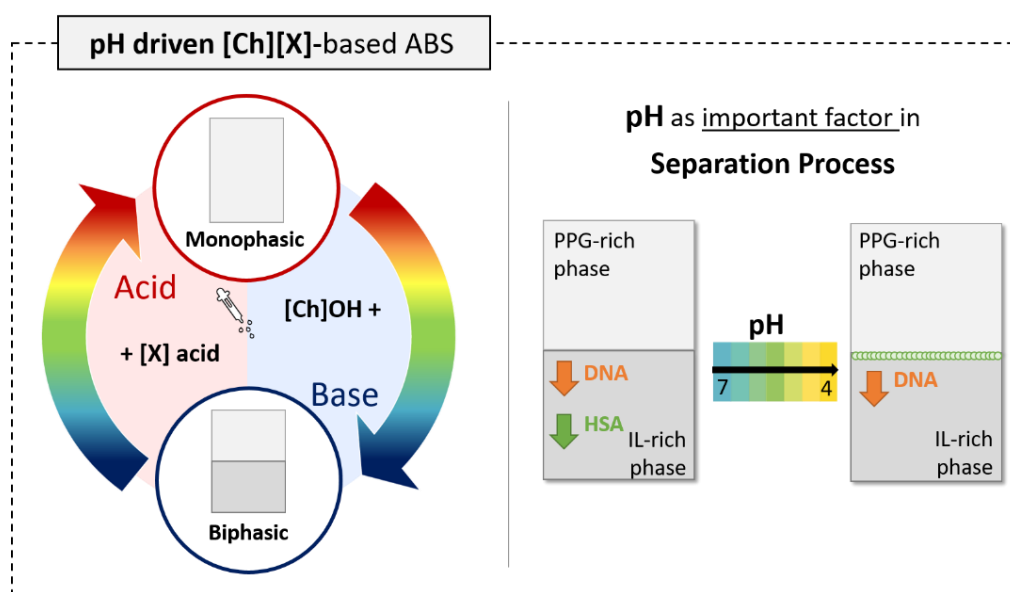 pH driven [Ch][X]-based ABS
Monophasic
Acid
[Ch]OH +
+ [X] acid
Base
Biphasic
pH as important factor in
Separation Process
PPG-rich
phase
DNA
HSA
IL-rich
phase
pH
7
4
PPG-rich
phase
DNA
IL-rich
phase